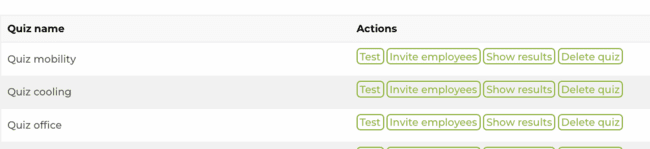 Quiz name Actions
Quiz mobility Test Invite employees Show results Delete quiz
Quiz cooling Test Invite employees Show results Delete quiz
Quiz office Test Invite employees Show results Delete quiz